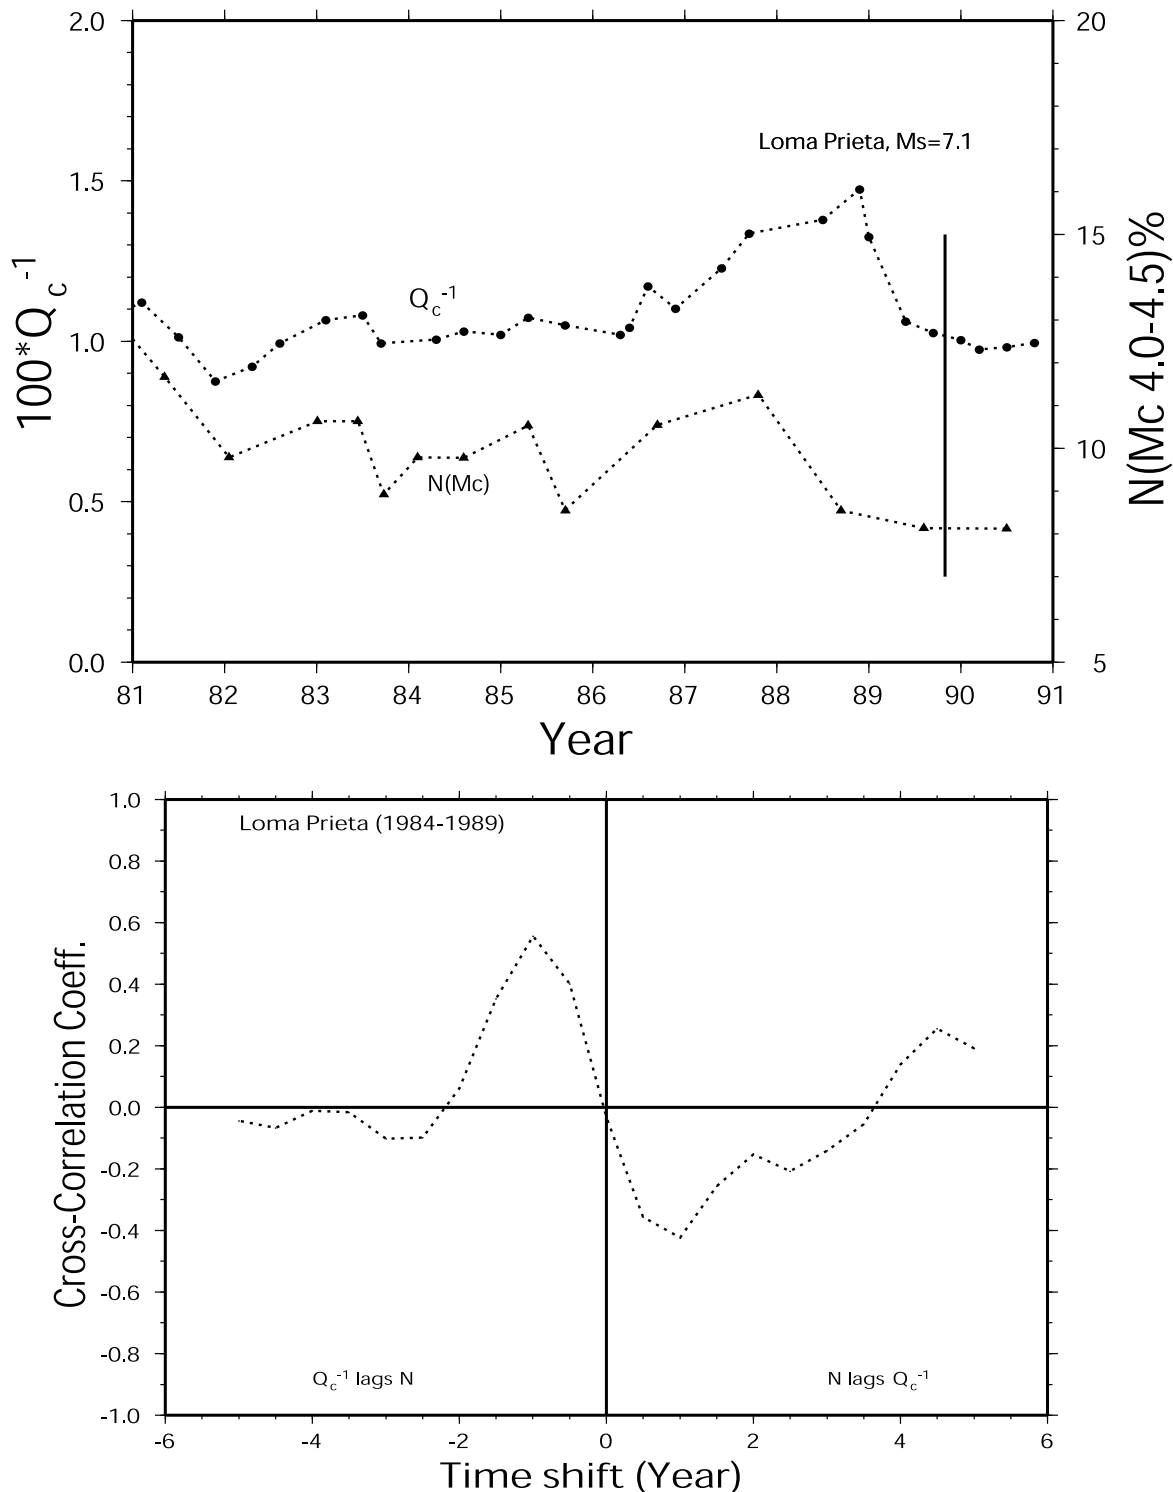 2.0
1.5
1.0
0.5
0.0
100*Qc⁻¹
20
15
10
5
N(Mc 4.0-4.5)%
Loma Prieta, Ms=7.1
Qc⁻¹
N(Mc)
81 82 83 84 85 86 87 88 89 90 91
Year
1.0
0.8
0.6
0.4
0.2
0.0
-0.2
-0.4
-0.6
-0.8
-1.0
Cross-Correlation Coeff.
Loma Prieta (1984-1989)
Qc⁻¹ lags N
N lags Qc⁻¹
-6 -4 -2 0 2 4 6
Time shift (Year)